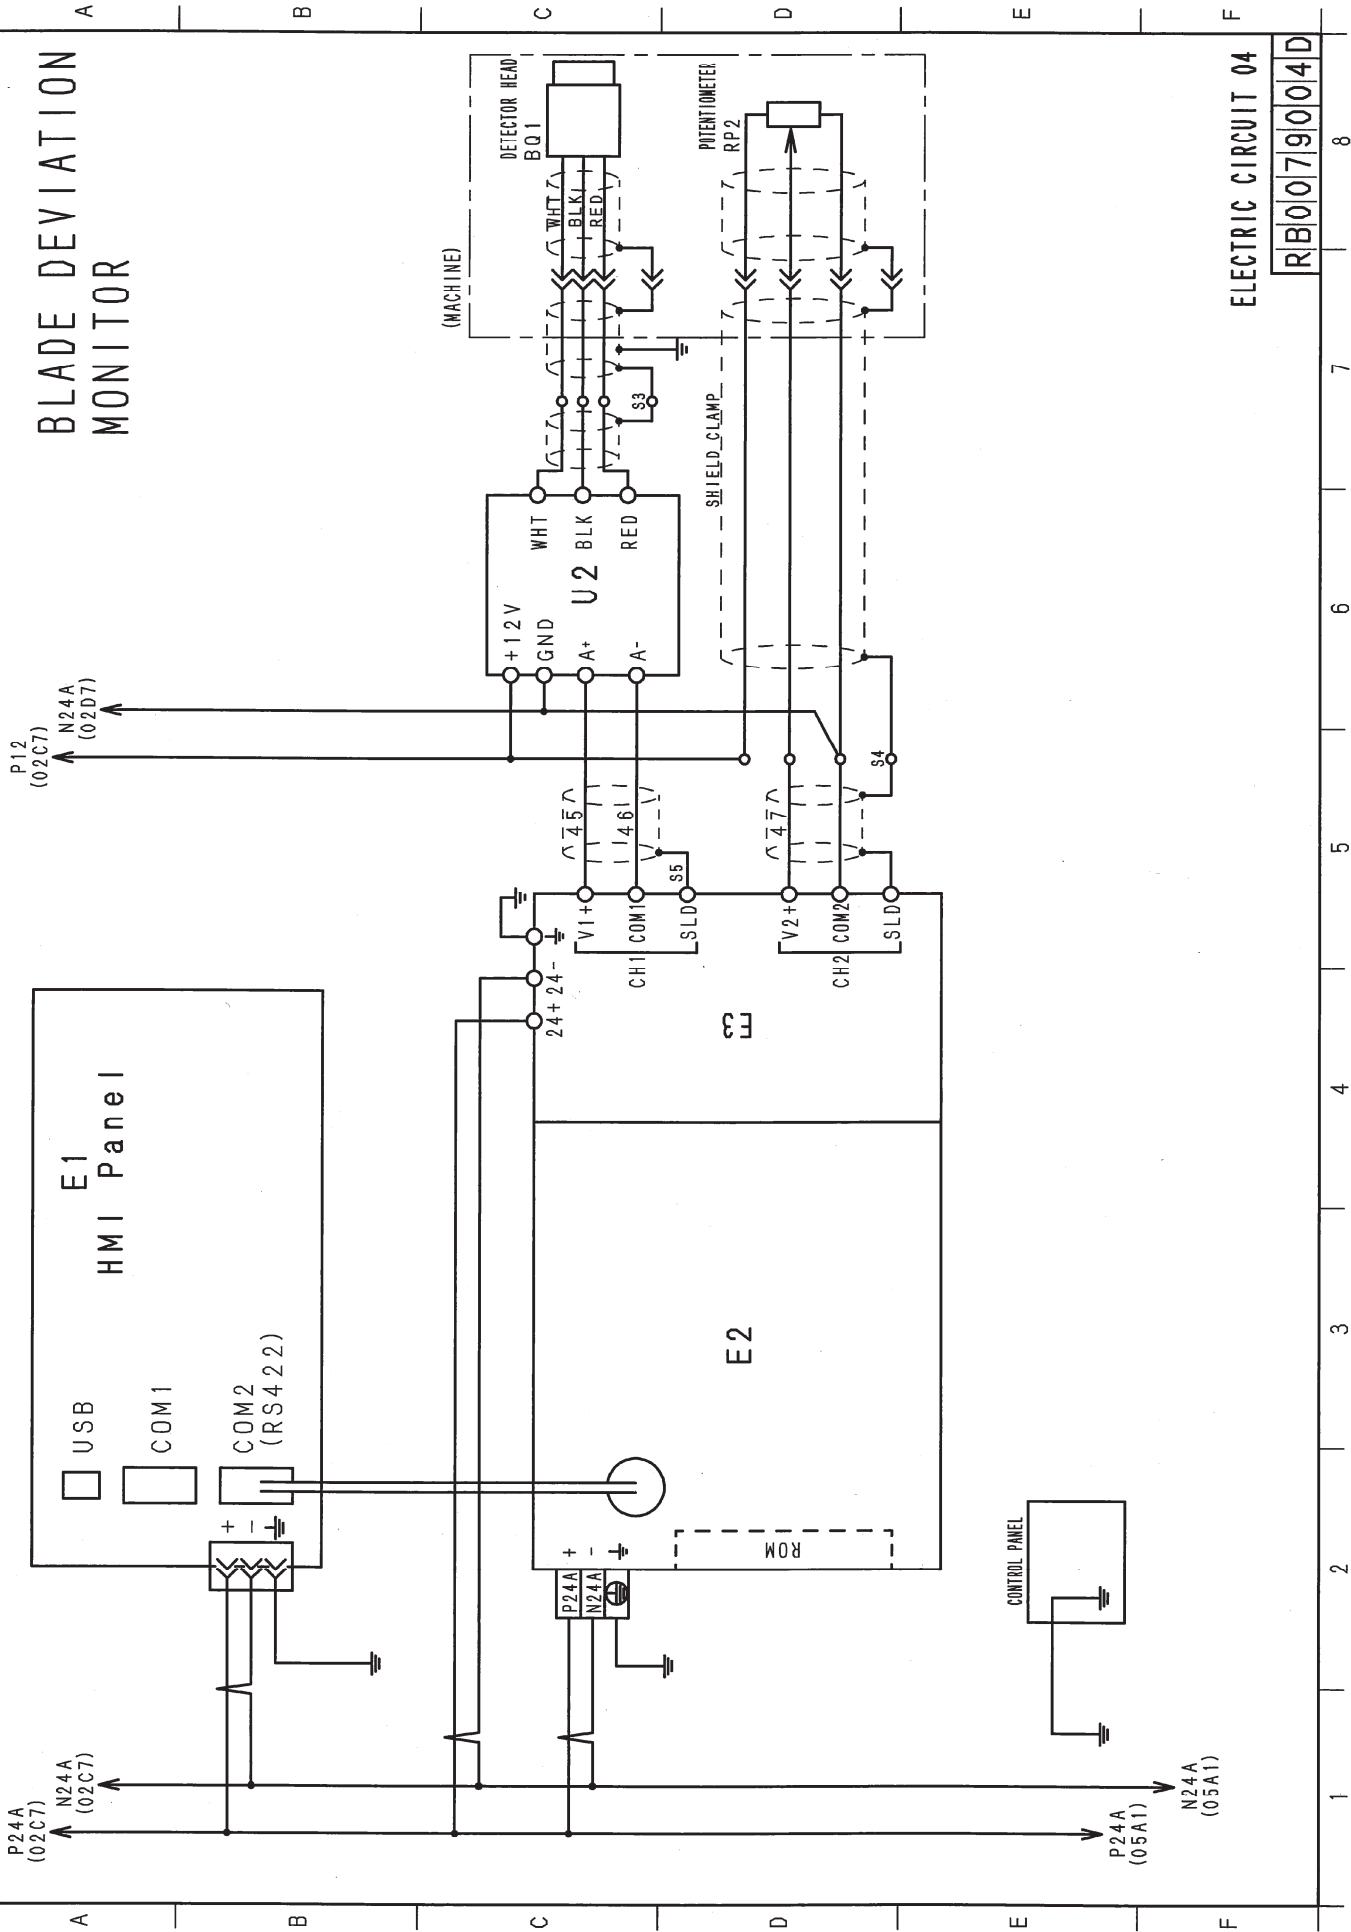 BLADE DEVIATION
MONITOR
A
B
C
D
E
F
P24A
(02C7)
N24A
(02C7)
P12
(02C7)
N24A
(02D7)
E1
HMI Panel
USB
COM1
COM2
(RS422)
+
-
P24A
N24A
+
-
ROM
E2
E3
24+
24-
V1+
COM1
SLD
CH1
V2+
COM2
SLD
CH2
45
46
S5
47
S4
+12V
GND
A+
A-
U2
WHT
BLK
RED
S3
SHIELD CLAMP
(MACHINE)
WHT
BLK
RED
DETECTOR HEAD
BQ1
POTENTIOMETER
RP2
CONTROL PANEL
P24A
(05A1)
N24A
(05A1)
ELECTRIC CIRCUIT 04
RB0079004D
1
2
3
4
5
6
7
8
A
B
C
D
E
F